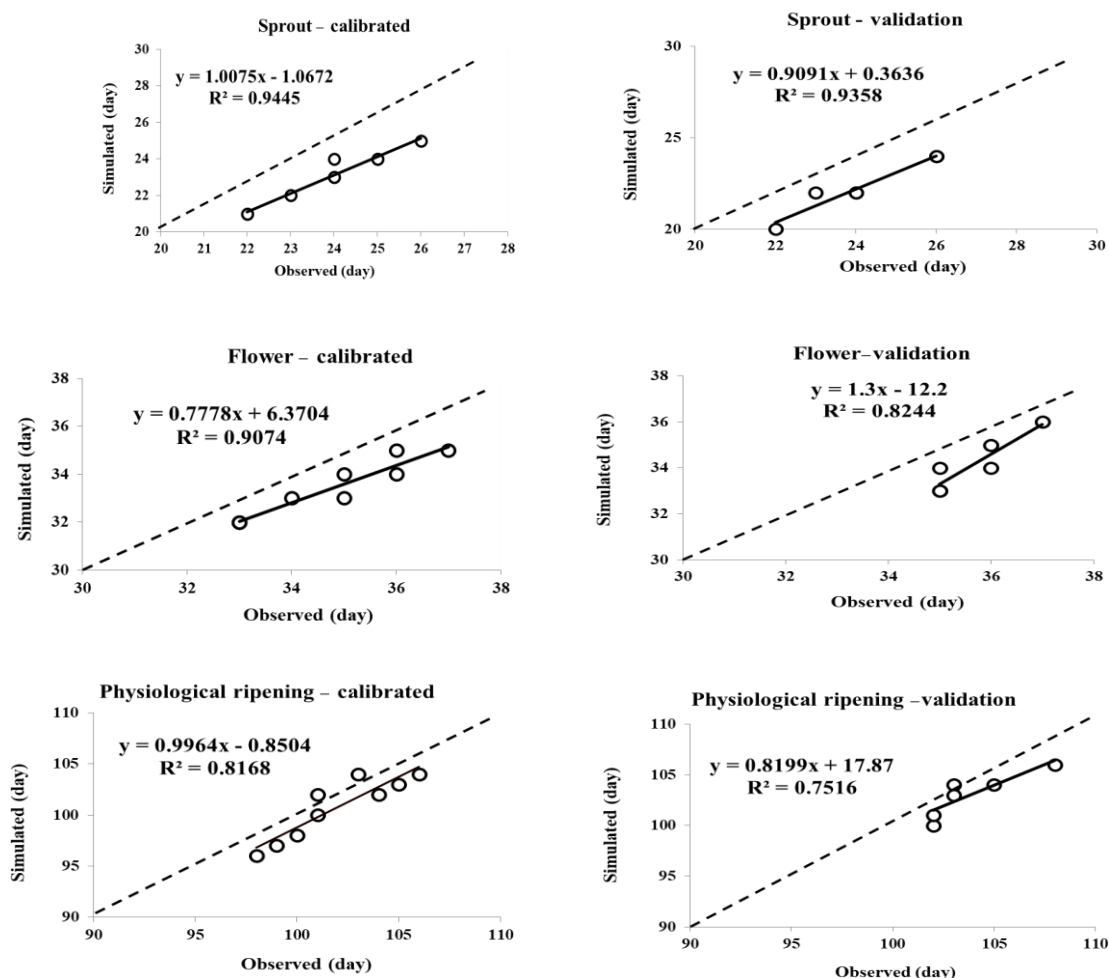 Sprout – calibrated
y = 1.0075x - 1.0672
R² = 0.9445
Simulated (day)
30
28
26
24
22
20
20 21 22 23 24 25 26 27 28
Observed (day)
Sprout - validation
y = 0.9091x + 0.3636
R² = 0.9358
Simulated (day)
30
25
20
20 22 24 26 28 30
Observed (day)
Flower – calibrated
y = 0.7778x + 6.3704
R² = 0.9074
Simulated (day)
38
36
34
32
30
30 32 34 36 38
Observed (day)
Flower–validation
y = 1.3x - 12.2
R² = 0.8244
Simulated (day)
38
36
34
32
30
30 32 34 36 38
Observed (day)
Physiological ripening – calibrated
y = 0.9964x - 0.8504
R² = 0.8168
Simulated (day)
110
105
100
95
90
90 95 100 105 110
Observed (day)
Physiological ripening –validation
y = 0.8199x + 17.87
R² = 0.7516
Simulated (day)
110
105
100
95
90
90 95 100 105 110
Observed (day)